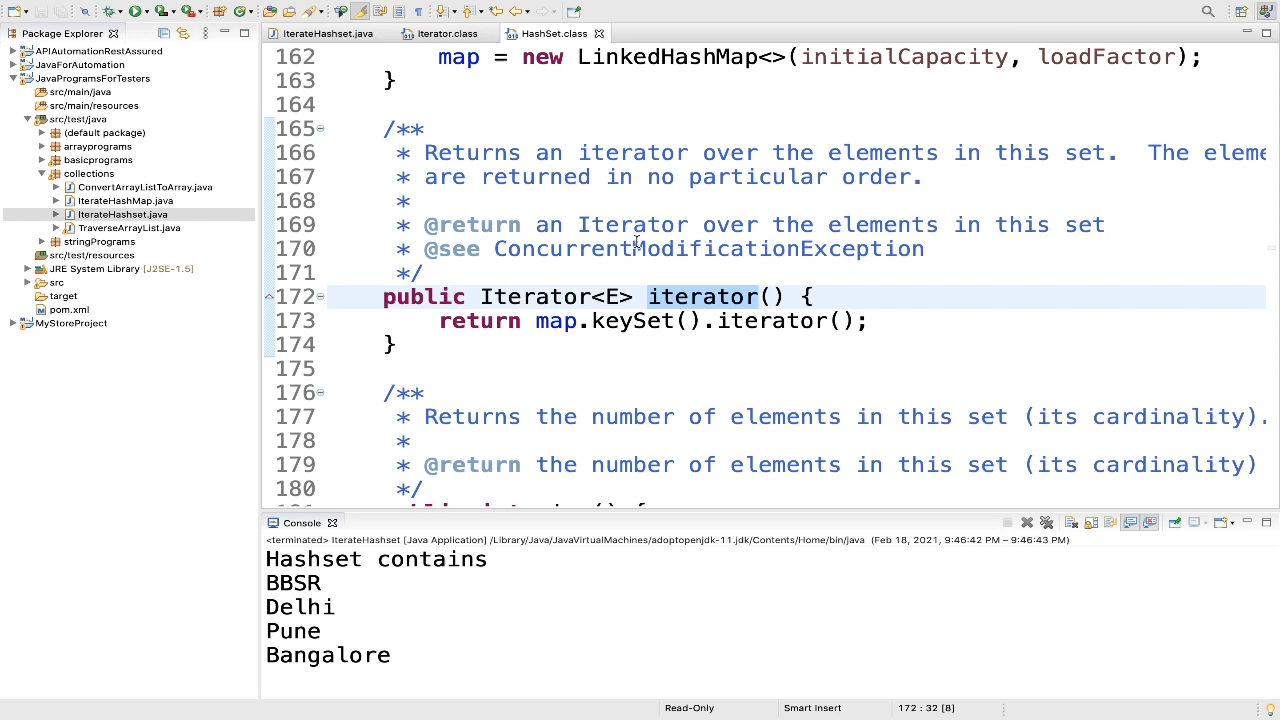 Package Explorer
APIAutomationRestAssured
JavaForAutomation
JavaProgramsForTesters
src/main/java
src/main/resources
src/test/java
(default package)
arrayprograms
basicprograms
collections
ConvertArrayListToArray.java
IterateHashMap.java
IterateHashset.java
TraverseArrayList.java
stringPrograms
src/test/resources
JRE System Library [J2SE-1.5]
src
target
pom.xml
MyStoreProject
IterateHashset.java Iterator.class HashSet.class
162 map = new LinkedHashMap<>(initialCapacity, loadFactor);
163 }
164
165 /**
166 * Returns an iterator over the elements in this set.  The eleme
167 * are returned in no particular order.
168 *
169 * @return an Iterator over the elements in this set
170 * @see ConcurrentModificationException
171 */
172 public Iterator<E> iterator() {
173 return map.keySet().iterator();
174 }
175
176 /**
177 * Returns the number of elements in this set (its cardinality).
178 *
179 * @return the number of elements in this set (its cardinality)
180 */
Console
<terminated> IterateHashset [Java Application] /Library/Java/JavaVirtualMachines/adoptopenjdk-11.jdk/Contents/Home/bin/java (Feb 18, 2021, 9:46:42 PM – 9:46:43 PM)
Hashset contains
BBSR
Delhi
Pune
Bangalore
Read-Only Smart Insert 172 : 32 [8]